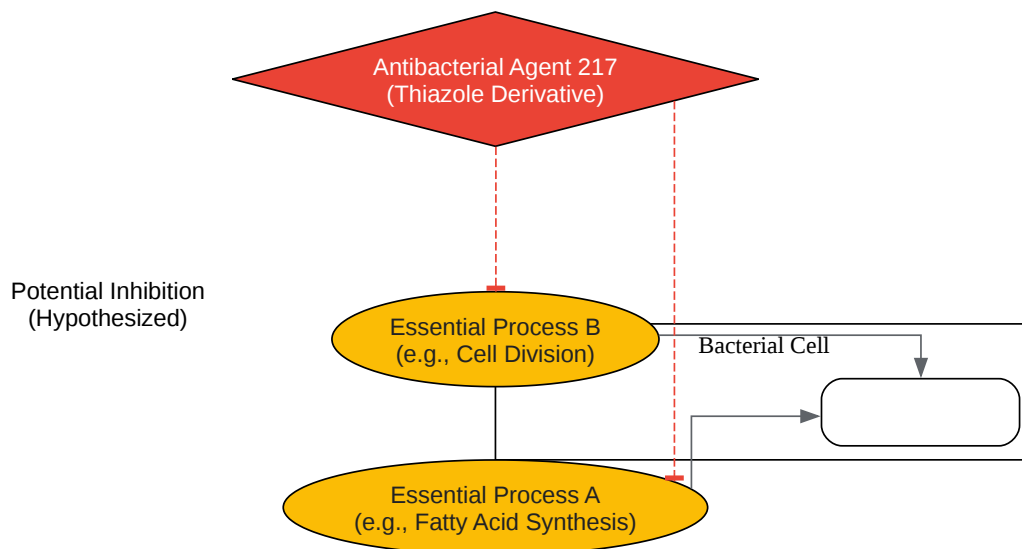 Antibacterial Agent 217
(Thiazole Derivative)
Potential Inhibition
(Hypothesized)
Essential Process B
(e.g., Cell Division)
Bacterial Cell
Essential Process A
(e.g., Fatty Acid Synthesis)